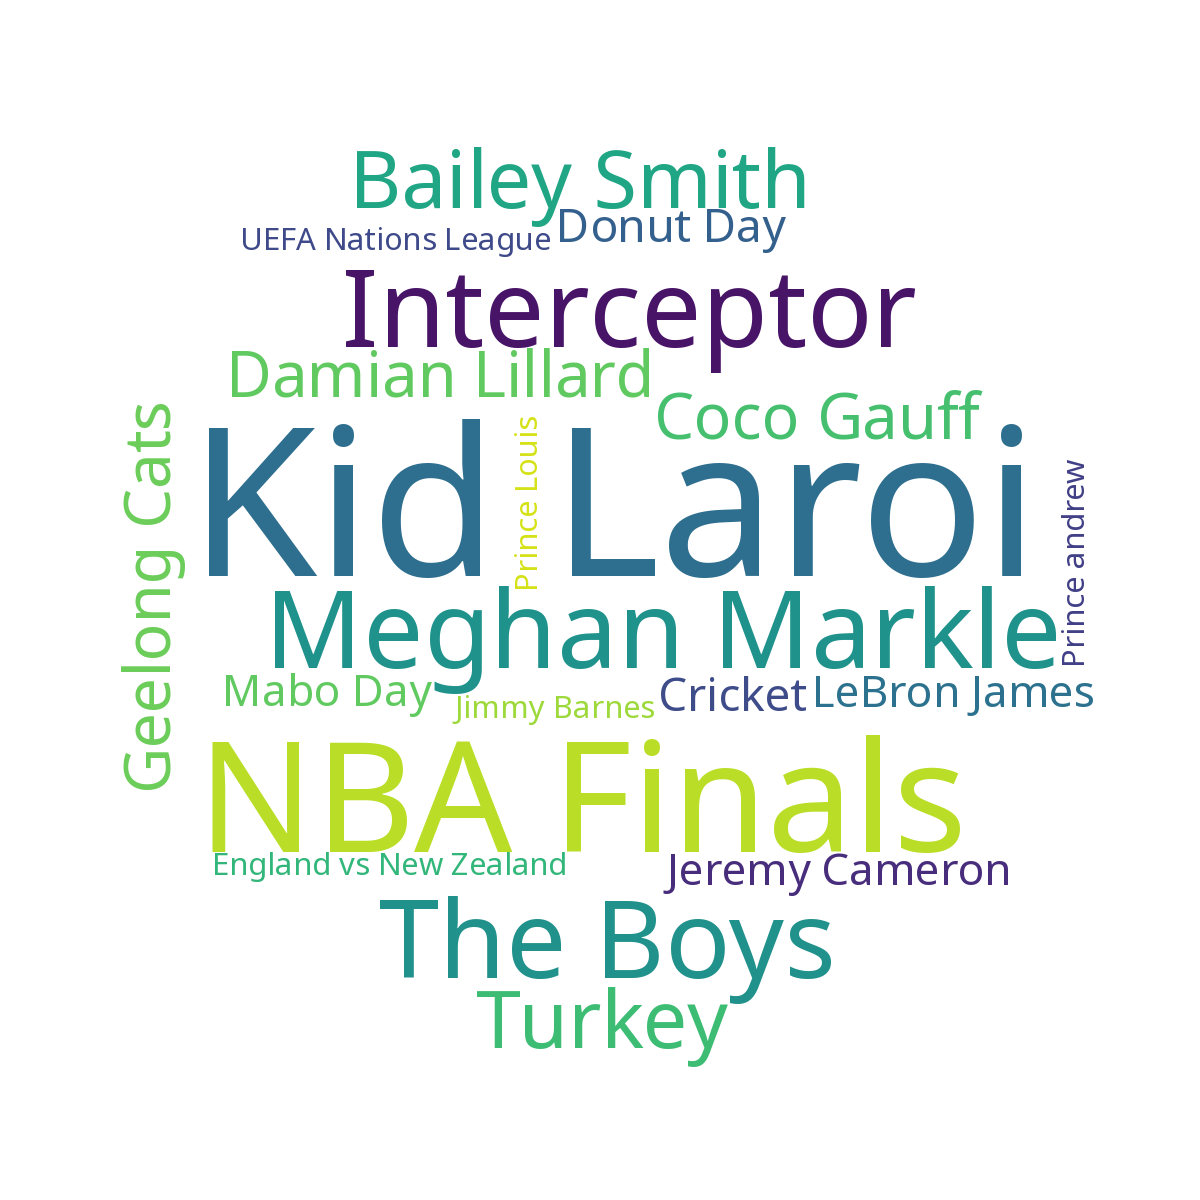 Bailey Smith
UEFA Nations League
Donut Day
Interceptor
Damian Lillard
Coco Gauff
Geelong Cats
Kid Laroi
Prince Louis
Prince andrew
Meghan Markle
Mabo Day
Jimmy Barnes
Cricket
LeBron James
NBA Finals
England vs New Zealand
Jeremy Cameron
The Boys
Turkey